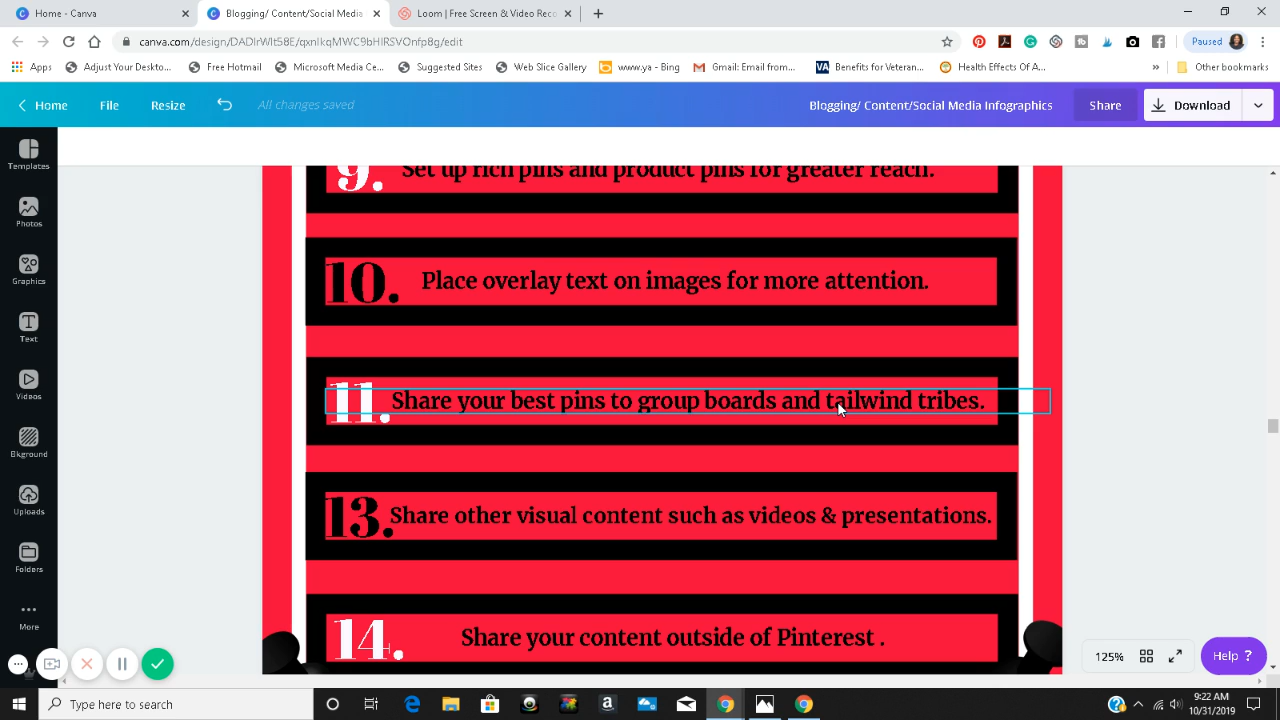 Home - Canva
Blogging/ Content/Social Media
Loom | Free Screen & Video Reco
canva.com/design/DADlrWIt58E/qxnIkqMWC9bHlRSVOnfp8g/edit
Paused
Apps
Adjust Your Deskto...
Free Hotmail
Microsoft Media Ce...
Suggested Sites
Web Slice Gallery
www.ya - Bing
Gmail: Email from...
Benefits for Veteran...
Health Effects Of A...
»
Other bookmarks
Home
File
Resize
All changes saved
Blogging/ Content/Social Media Infographics
Share
Download
Templates
Photos
Graphics
Text
Videos
Bkground
Uploads
Folders
More
9. Set up rich pins and product pins for greater reach.
10. Place overlay text on images for more attention.
11. Share your best pins to group boards and tailwind tribes.
13. Share other visual content such as videos & presentations.
14. Share your content outside of Pinterest .
125%
Help ?
Type here to search
9:22 AM
10/31/2019